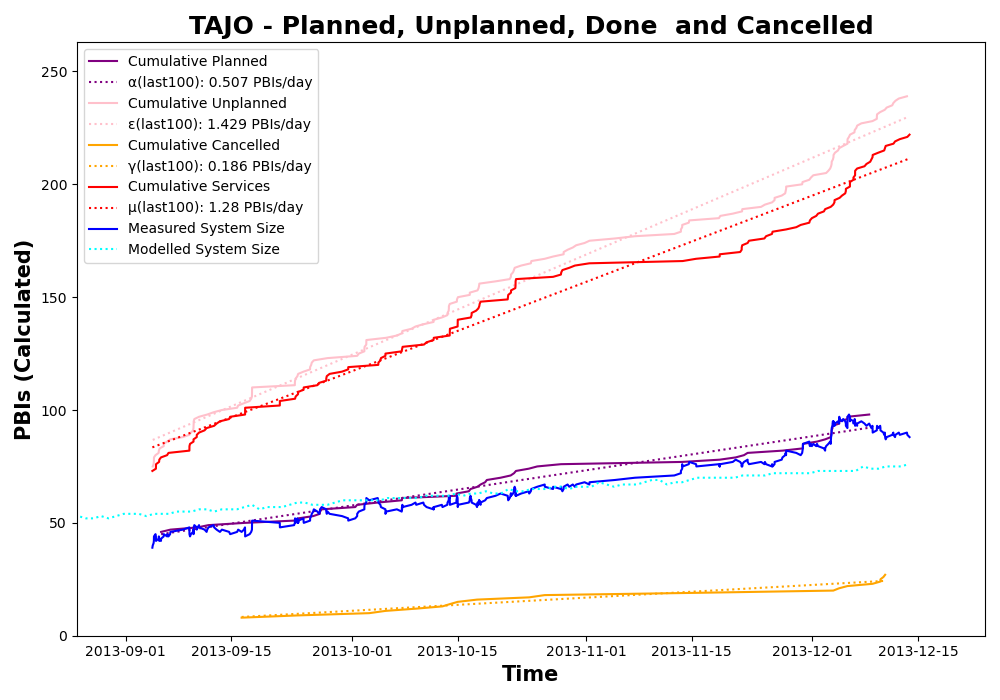 TAJO - Planned, Unplanned, Done  and Cancelled
PBIs (Calculated)
250
200
150
100
50
0
Cumulative Planned
α(last100): 0.507 PBIs/day
Cumulative Unplanned
ε(last100): 1.429 PBIs/day
Cumulative Cancelled
γ(last100): 0.186 PBIs/day
Cumulative Services
μ(last100): 1.28 PBIs/day
Measured System Size
Modelled System Size
2013-09-01
2013-09-15
2013-10-01
2013-10-15
2013-11-01
2013-11-15
2013-12-01
2013-12-15
Time